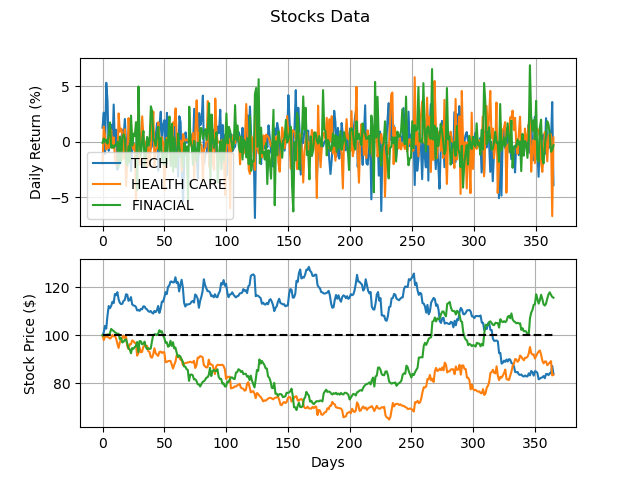 Stocks Data
Daily Return (%)
5
0
−5
TECH
HEALTH CARE
FINACIAL
0 50 100 150 200 250 300 350
Stock Price ($)
120
100
80
0 50 100 150 200 250 300 350
Days